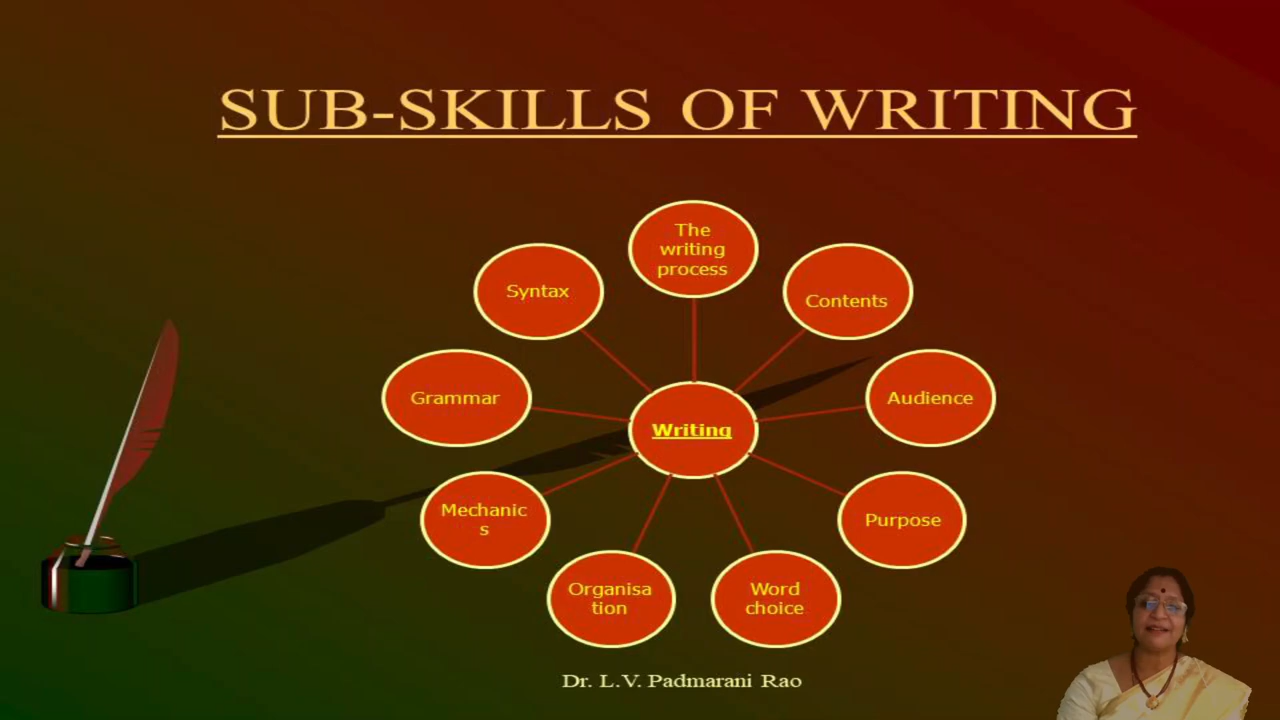 SUB-SKILLS OF WRITING
The
writing
process
Contents
Audience
Purpose
Word
choice
Organisa
tion
Mechanic
s
Grammar
Syntax
Writing
Dr. L.V. Padmarani Rao